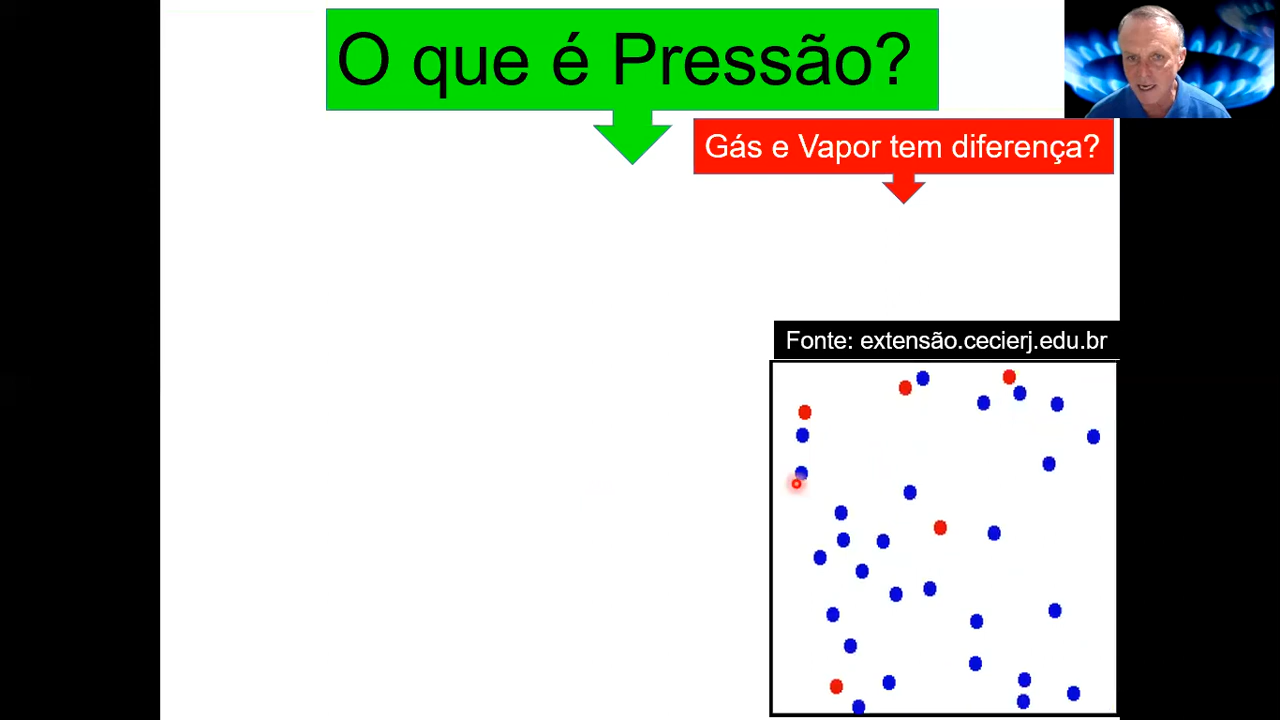 O que é Pressão?
Gás e Vapor tem diferença?
Fonte: extensão.cecierj.edu.br